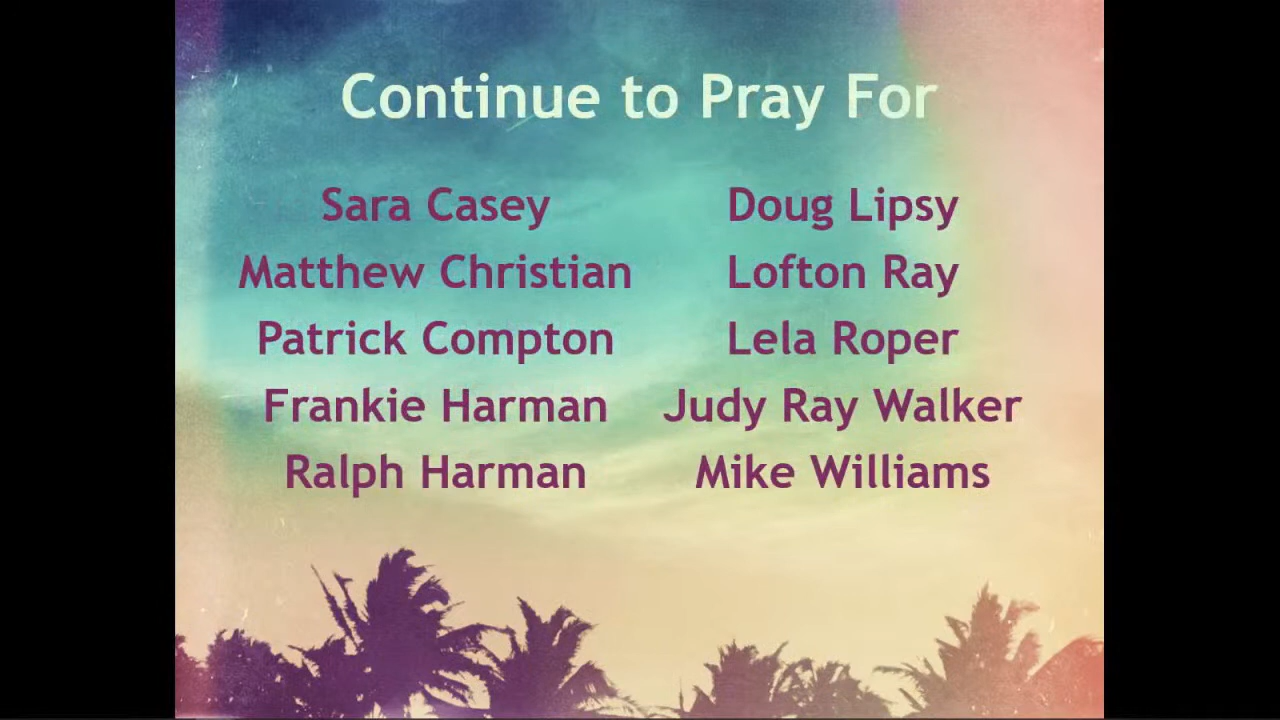 Continue to Pray For
Sara Casey
Matthew Christian
Patrick Compton
Frankie Harman
Ralph Harman
Doug Lipsy
Lofton Ray
Lela Roper
Judy Ray Walker
Mike Williams